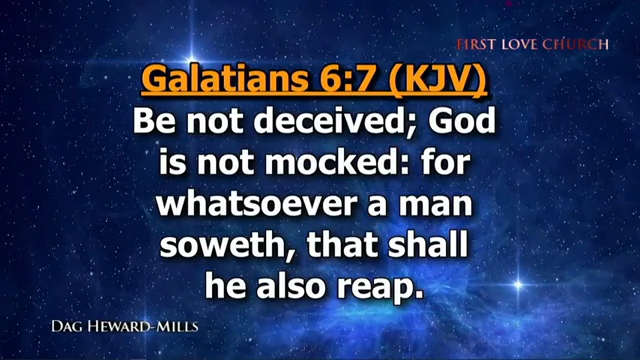 FIRST LOVE CHURCH
Galatians 6:7 (KJV)
Be not deceived; God
is not mocked: for
whatsoever a man
soweth, that shall
he also reap.
DAG HEWARD-MILLS